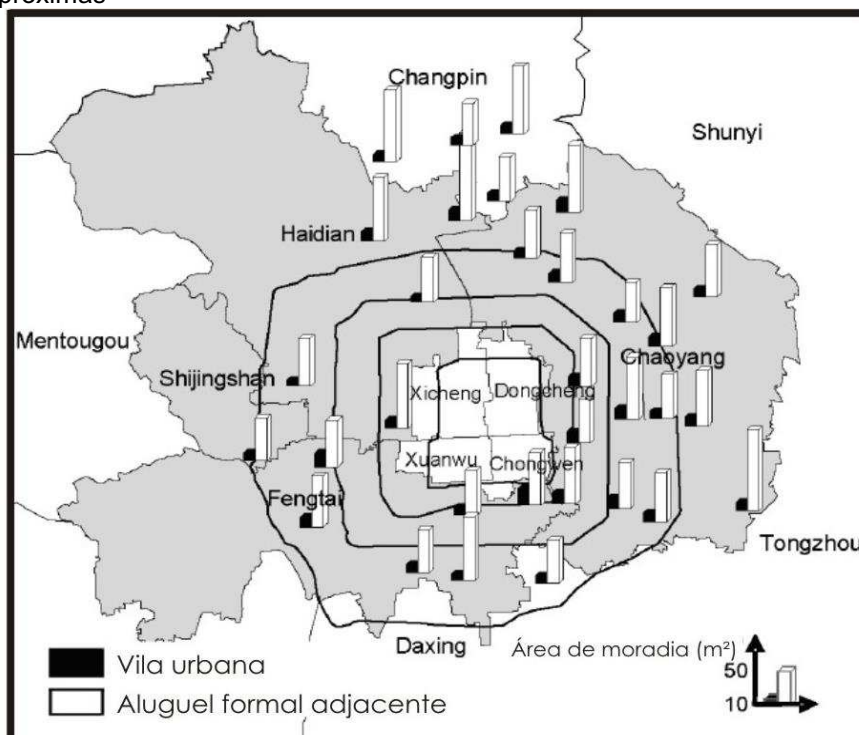 próximas
Changpin
Shunyi
Haidian
Mentougou
Shijingshan
Chaoyang
Xicheng
Dongcheng
Xuanwu
Chongwen
Fengtai
Tongzhou
Daxing
Área de moradia (m²)
50
10
Vila urbana
Aluguel formal adjacente